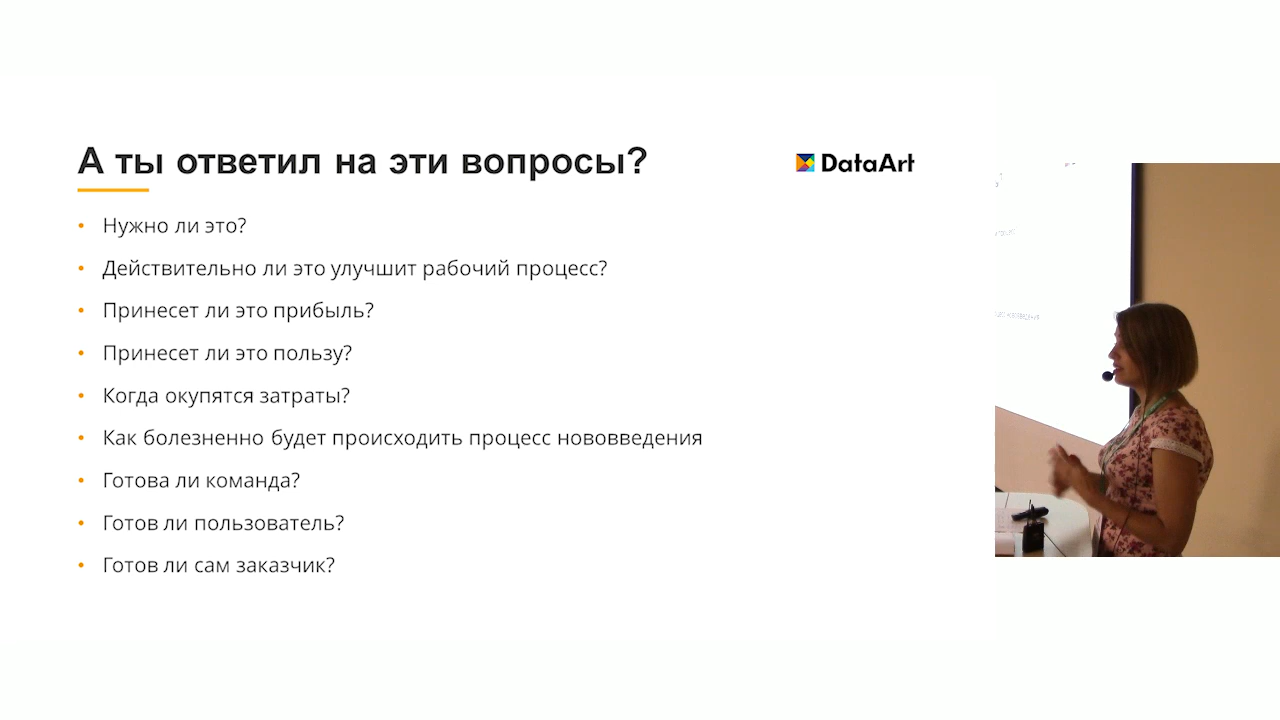 А ты ответил на эти вопросы?
DataArt
• Нужно ли это?
• Действительно ли это улучшит рабочий процесс?
• Принесет ли это прибыль?
• Принесет ли это пользу?
• Когда окупятся затраты?
• Как болезненно будет происходить процесс нововведения
• Готова ли команда?
• Готов ли пользователь?
• Готов ли сам заказчик?